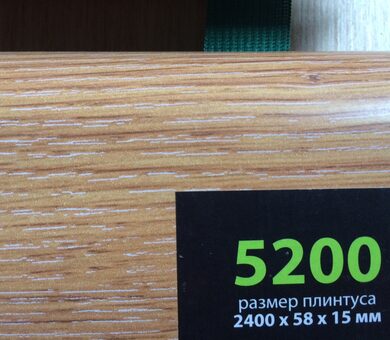 5200
размер плинтуса
2400 x 58 x 15 мм